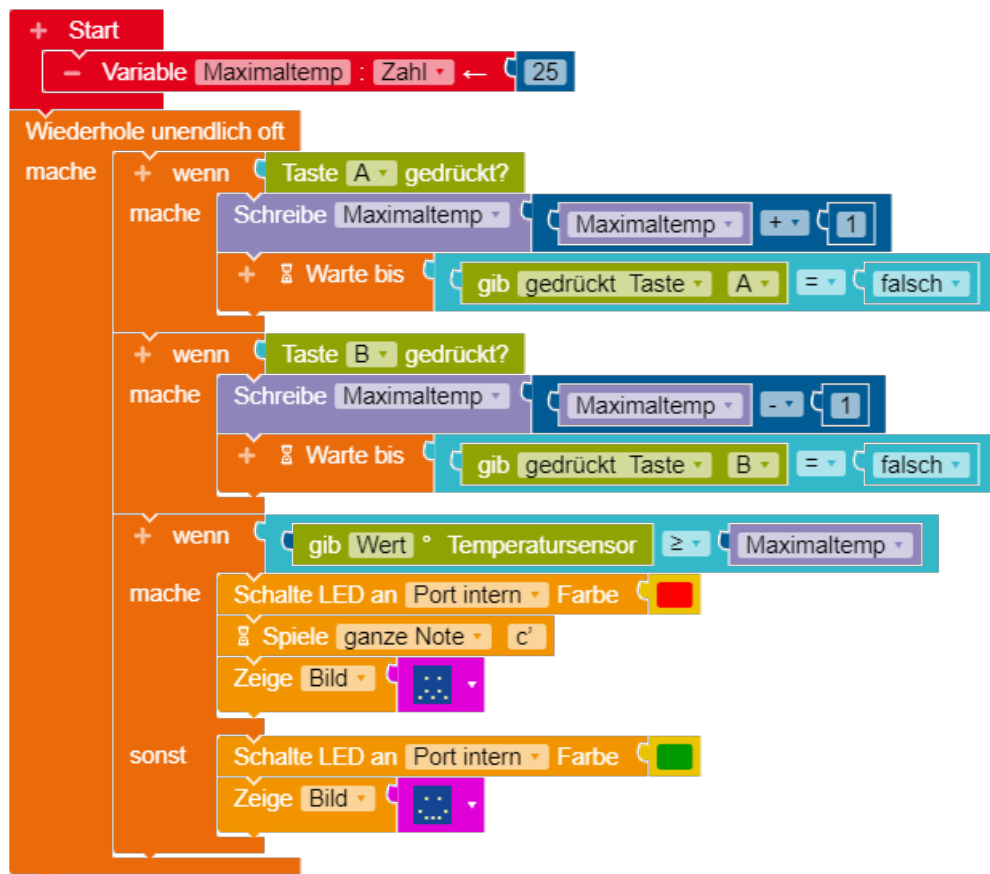 + Start
− Variable Maximaltemp : Zahl ← 25
Wiederhole unendlich oft
mache + wenn Taste A gedrückt?
mache Schreibe Maximaltemp Maximaltemp + 1
+ Warte bis gib gedrückt Taste A = falsch
+ wenn Taste B gedrückt?
mache Schreibe Maximaltemp Maximaltemp - 1
+ Warte bis gib gedrückt Taste B = falsch
+ wenn gib Wert ° Temperatursensor ≥ Maximaltemp
mache Schalte LED an Port intern Farbe
Spiele ganze Note c'
Zeige Bild
sonst Schalte LED an Port intern Farbe
Zeige Bild